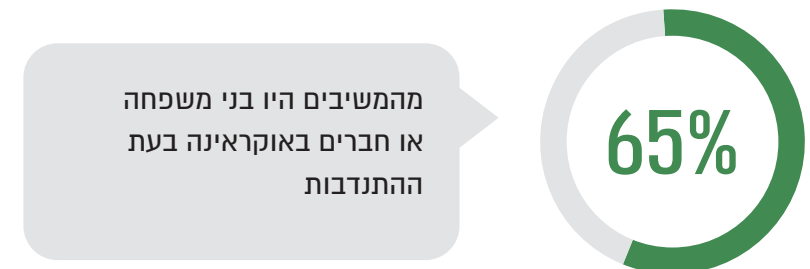 65%
מהמשיבים היו בני משפחה
או חברים באוקראינה בעת
ההתנדבות